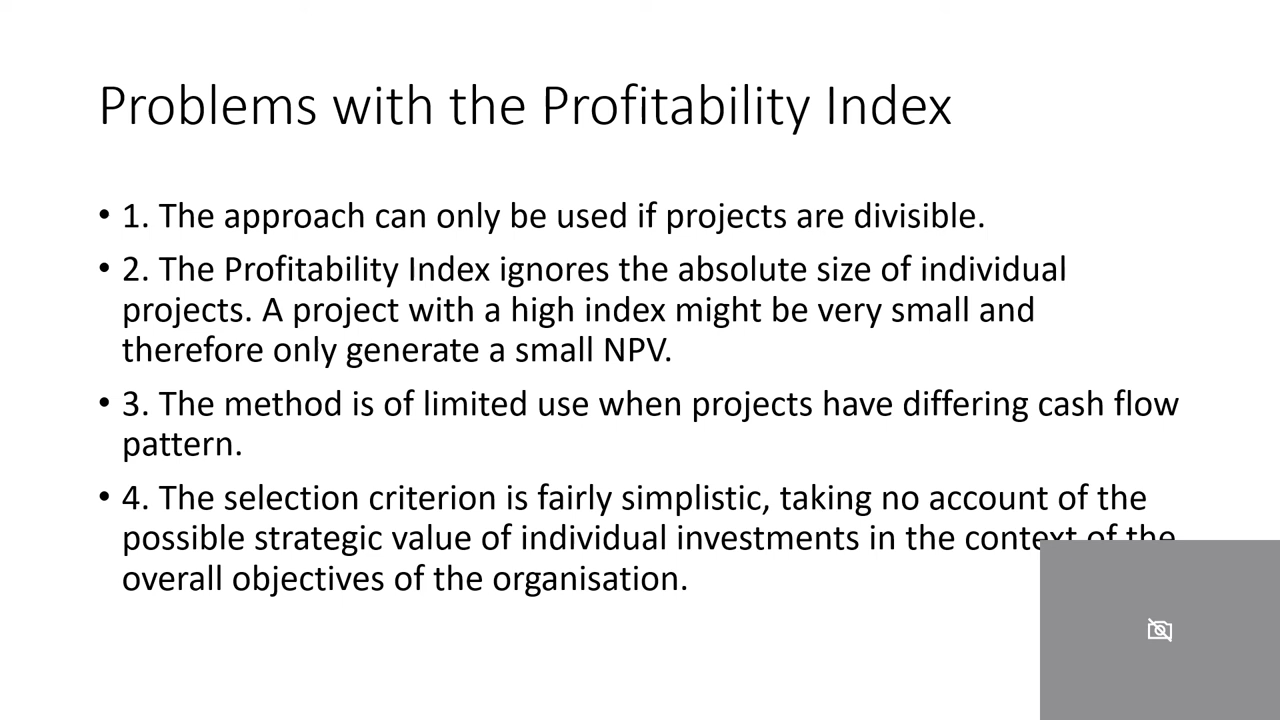 Problems with the Profitability Index
• 1. The approach can only be used if projects are divisible.
• 2. The Profitability Index ignores the absolute size of individual
projects. A project with a high index might be very small and
therefore only generate a small NPV.
• 3. The method is of limited use when projects have differing cash flow
pattern.
• 4. The selection criterion is fairly simplistic, taking no account of the
possible strategic value of individual investments in the context of the
overall objectives of the organisation.